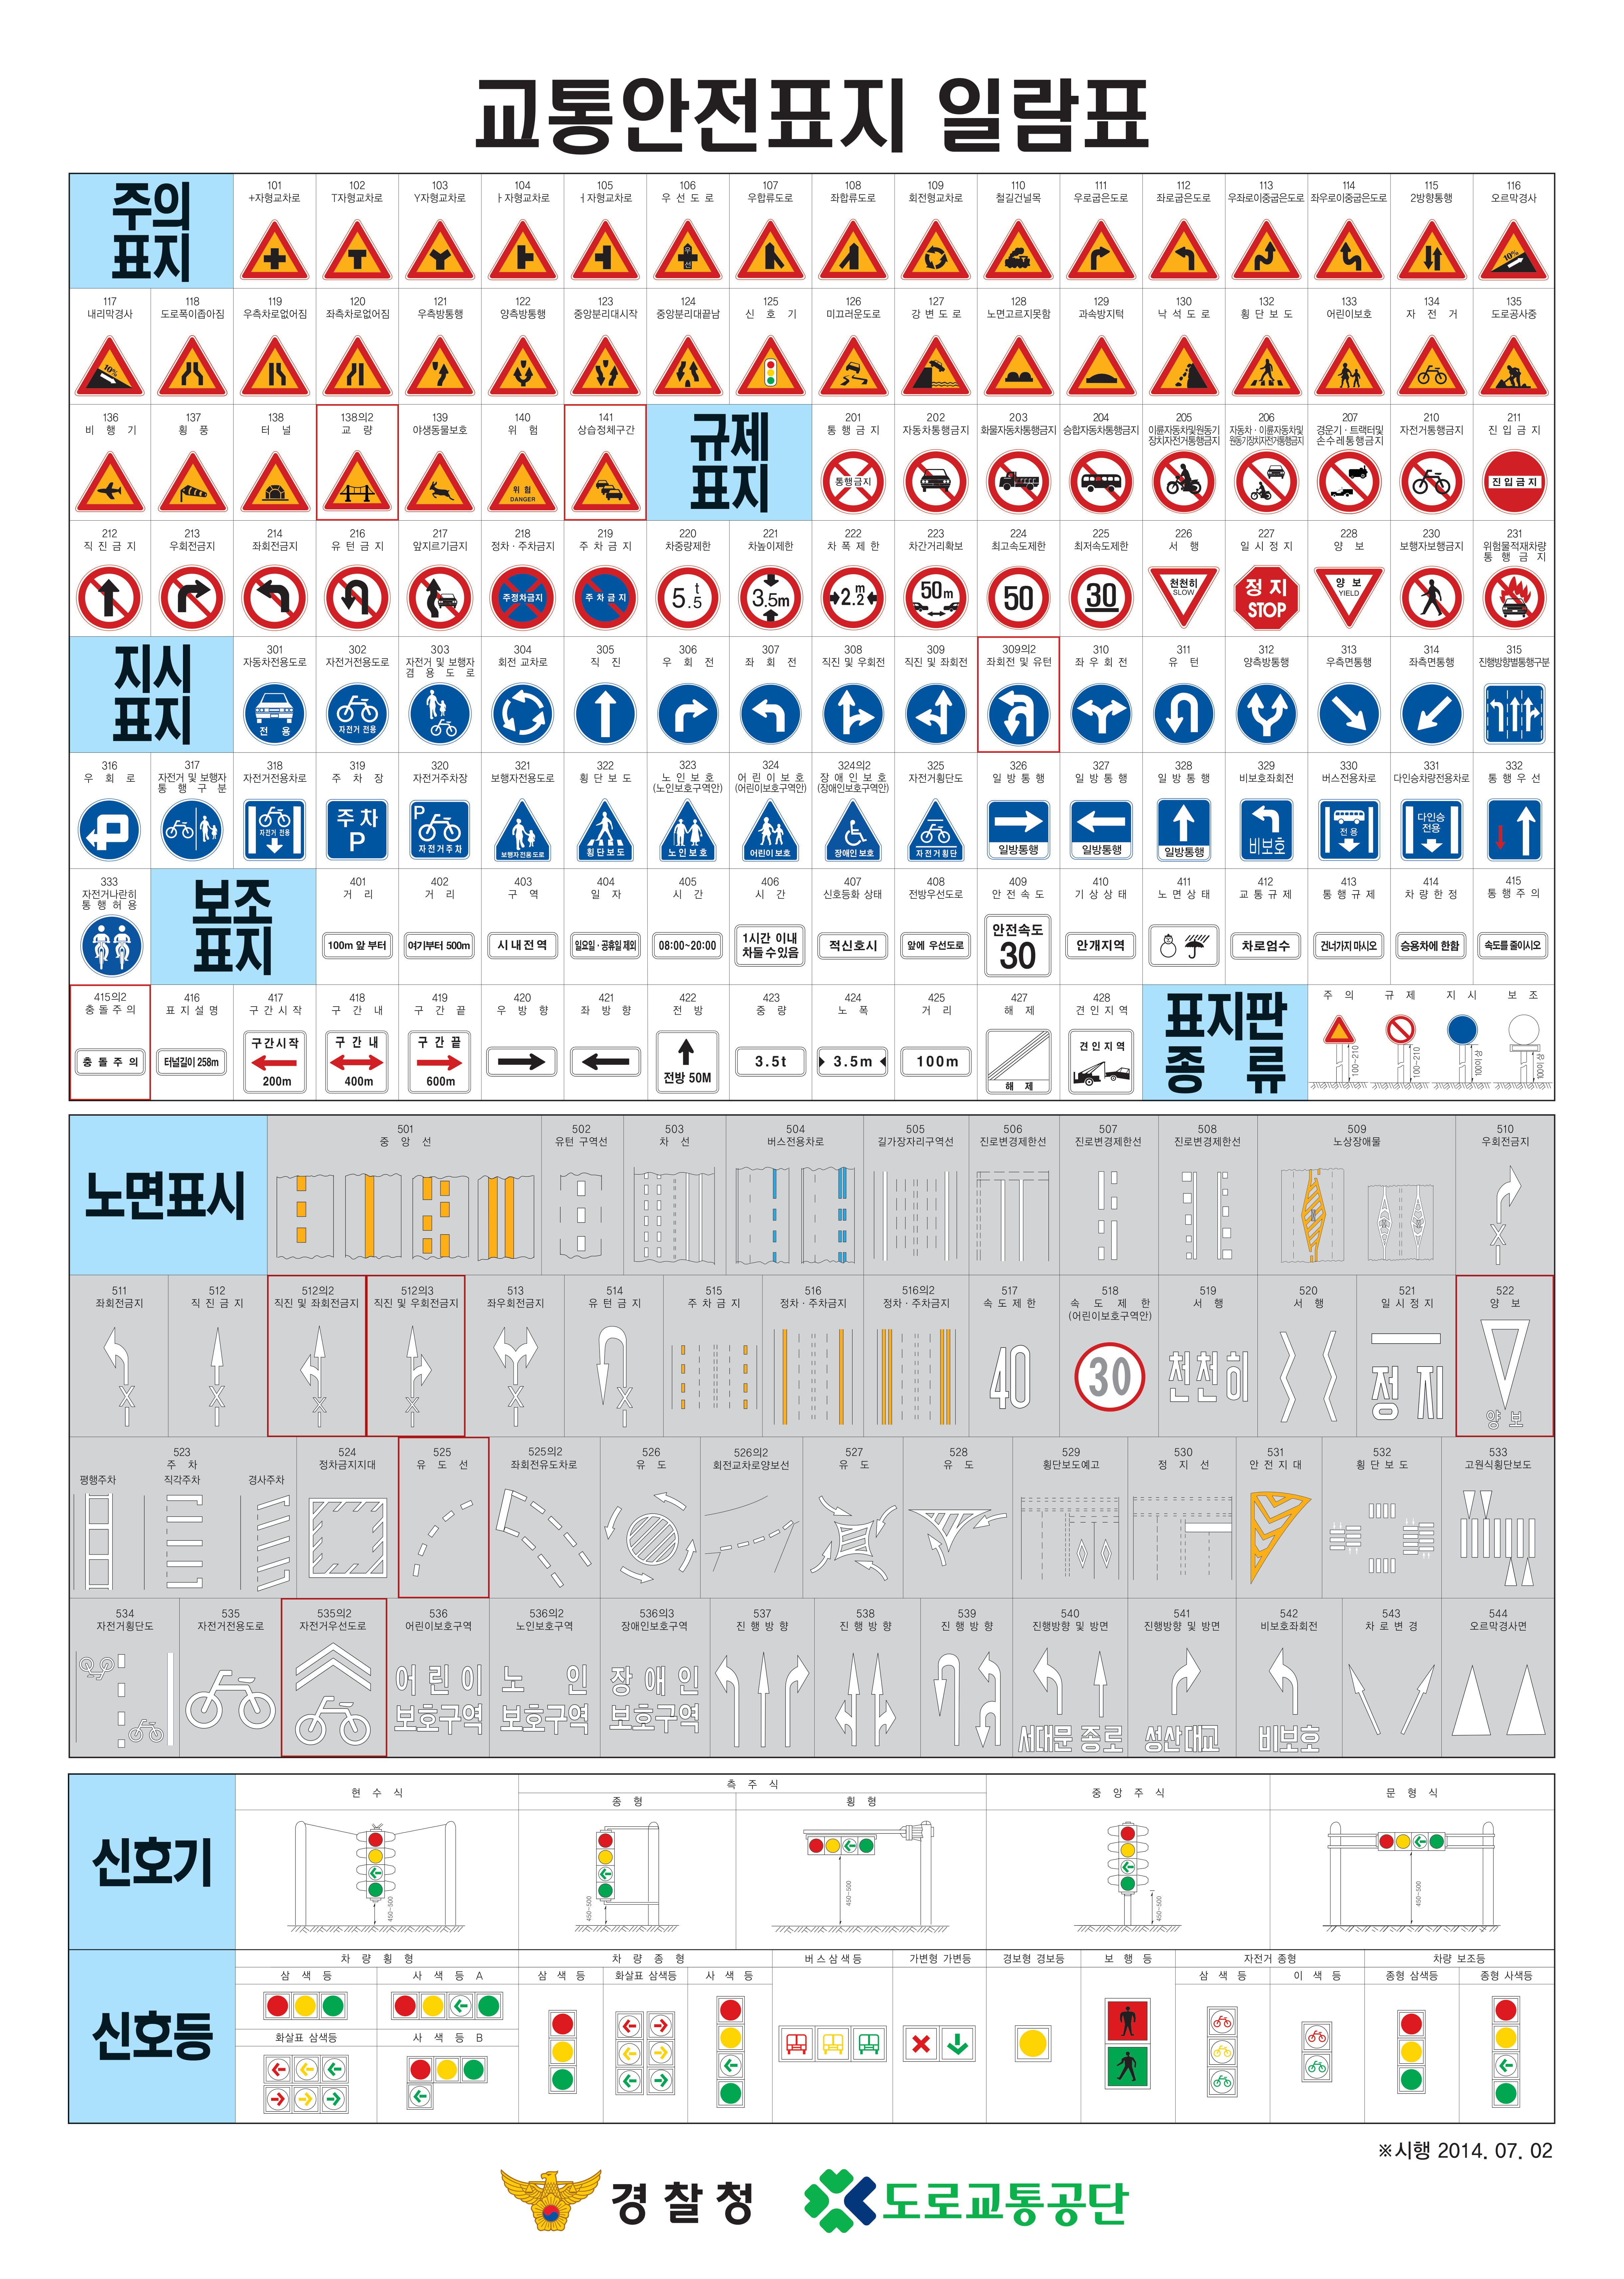 교통안전표지 일람표
주의
표지
101
+자형교차로
102
T자형교차로
103
Y자형교차로
104
ㅏ자형교차로
105
ㅓ자형교차로
106
우 선 도 로
우
선
107
우합류도로
108
좌합류도로
109
회전형교차로
110
철길건널목
111
우로굽은도로
112
좌로굽은도로
113
우좌로이중굽은도로
114
좌우로이중굽은도로
115
2방향통행
116
오르막경사
10%
117
내리막경사
10%
118
도로폭이좁아짐
119
우측차로없어짐
120
좌측차로없어짐
121
우측방통행
122
양측방통행
123
중앙분리대시작
124
중앙분리대끝남
125
신 호 기
126
미끄러운도로
127
강 변 도 로
128
노면고르지못함
129
과속방지턱
130
낙 석 도 로
132
횡 단 보 도
133
어린이보호
134
자 전 거
135
도로공사중
136
비 행 기
137
횡 풍
138
터 널
138의2
교 량
139
야생동물보호
140
위 험
위 험
DANGER
141
상습정체구간
규제
표지
201
통 행 금 지
통행금지
202
자동차통행금지
203
화물자동차통행금지
204
승합자동차통행금지
205
이륜자동차및원동기
장치자전거통행금지
206
자동차 · 이륜자동차및
원동기장치자전거통행금지
207
경운기 · 트랙터및
손수레통행금지
210
자전거통행금지
211
진 입 금 지
진 입 금 지
212
직 진 금 지
213
우회전금지
214
좌회전금지
216
유 턴 금 지
217
앞지르기금지
218
정차 · 주차금지
주정차금지
219
주 차 금 지
주 차 금 지
220
차중량제한
5.5 t
221
차높이제한
3.5m
222
차 폭 제 한
2.2 m
223
차간거리확보
50m
224
최고속도제한
50
225
최저속도제한
30
226
서 행
천천히
SLOW
227
일 시 정 지
정 지
STOP
228
양 보
양 보
YIELD
230
보행자보행금지
231
위험물적재차량
통 행 금 지
지시
표지
301
자동차전용도로
전 용
302
자전거전용도로
자전거 전용
303
자전거 및 보행자
겸 용 도 로
304
회전 교차로
305
직 진
306
우 회 전
307
좌 회 전
308
직진 및 우회전
309
직진 및 좌회전
309의2
좌회전 및 유턴
310
좌 우 회 전
311
유 턴
312
양측방통행
313
우측면통행
314
좌측면통행
315
진행방향별통행구분
316
우 회 로
317
자전거 및 보행자
통 행 구 분
318
자전거전용차로
자전거 전용
319
주 차 장
주 차
P
320
자전거주차장
P
자전거주차
321
보행자전용도로
보행자전용도로
322
횡 단 보 도
횡단보도
323
노 인 보 호
(노인보호구역안)
노 인 보 호
324
어 린 이 보 호
(어린이보호구역안)
어린이 보호
324의2
장 애 인 보 호
(장애인보호구역안)
장애인 보호
325
자전거횡단도
자전거횡단
326
일 방 통 행
일방통행
327
일 방 통 행
일방통행
328
일 방 통 행
일방통행
329
비보호좌회전
비보호
330
버스전용차로
전 용
331
다인승차량전용차로
다인승
전용
332
통 행 우 선
333
자전거나란히
통 행 허 용
보조
표지
401
거 리
100m 앞 부터
402
거 리
여기부터 500m
403
구 역
시 내 전 역
404
일 자
일요일 · 공휴일 제외
405
시 간
08:00~20:00
406
시 간
1시간 이내
차둘 수 있음
407
신호등화 상태
적신호시
408
전방우선도로
앞에 우선도로
409
안 전 속 도
안전속도
30
410
기 상 상 태
안개지역
411
노 면 상 태
412
교 통 규 제
차로엄수
413
통 행 규 제
건너가지 마시오
414
차 량 한 정
승용차에 한함
415
통 행 주 의
속도를 줄이시오
415의2
충 돌 주 의
충 돌 주 의
416
표 지 설 명
터널길이 258m
417
구 간 시 작
구간시작
200m
418
구 간 내
구 간 내
400m
419
구 간 끝
구 간 끝
600m
420
우 방 향
421
좌 방 향
422
전 방
전방 50M
423
중 량
3.5t
424
노 폭
3.5m
425
거 리
100m
427
해 제
해 제
428
견 인 지 역
견 인 지 역
표지판
종 류
주 의
100~210
규 제
100~210
지 시
100이상
보 조
100이상
노면표시
501
중 앙 선
502
유턴 구역선
503
차 선
504
버스전용차로
505
길가장자리구역선
506
진로변경제한선
507
진로변경제한선
508
진로변경제한선
509
노상장애물
510
우회전금지
511
좌회전금지
512
직 진 금 지
512의2
직진 및 좌회전금지
512의3
직진 및 우회전금지
513
좌우회전금지
514
유 턴 금 지
515
주 차 금 지
516
정차 · 주차금지
516의2
정차 · 주차금지
517
속 도 제 한
40
518
속 도 제 한
(어린이보호구역안)
30
519
서 행
천천히
520
서 행
521
일 시 정 지
정 지
522
양 보
양 보
523
주 차
평행주차
직각주차
경사주차
524
정차금지지대
525
유 도 선
525의2
좌회전유도차로
526
유 도
526의2
회전교차로양보선
527
유 도
528
유 도
529
횡단보도예고
530
정 지 선
531
안 전 지 대
532
횡 단 보 도
533
고원식횡단보도
534
자전거횡단도
535
자전거전용도로
535의2
자전거우선도로
536
어린이보호구역
어 린 이
보호구역
536의2
노인보호구역
노 인
보호구역
536의3
장애인보호구역
장 애 인
보호구역
537
진 행 방 향
538
진 행 방 향
539
진 행 방 향
540
진행방향 및 방면
서대문 종로
541
진행방향 및 방면
성산대교
542
비보호좌회전
비보호
543
차 로 변 경
544
오르막경사면
신호기
현 수 식
450~500
측 주 식
종 형
450~500
횡 형
450~500
중 앙 주 식
450~500
문 형 식
450~500
신호등
차 량 횡 형
삼 색 등
사 색 등 A
화살표 삼색등
사 색 등 B
차 량 종 형
삼 색 등
화살표 삼색등
사 색 등
버 스 삼 색 등
가변형 가변등
경보형 경보등
보 행 등
자전거 종형
삼 색 등
이 색 등
차량 보조등
종형 삼색등
종형 사색등
※시행 2014. 07. 02
경찰청
도로교통공단